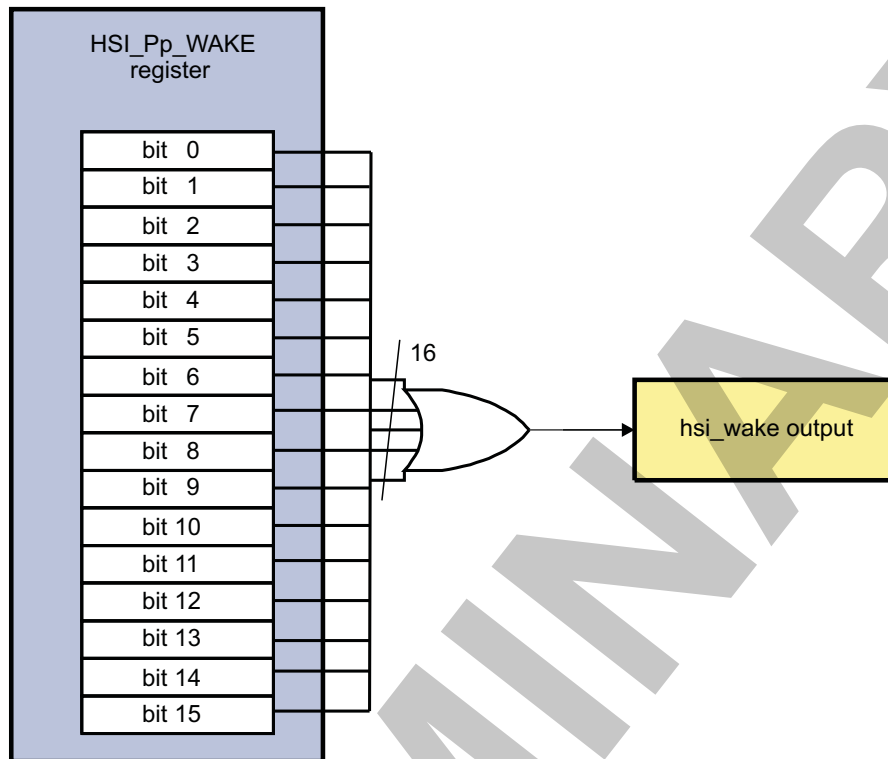 HSI_Pp_WAKE
register
bit 0
bit 1
bit 2
bit 3
bit 4
bit 5
bit 6
bit 7
bit 8
bit 9
bit 10
bit 11
bit 12
bit 13
bit 14
bit 15
16
hsi_wake output
MINAR